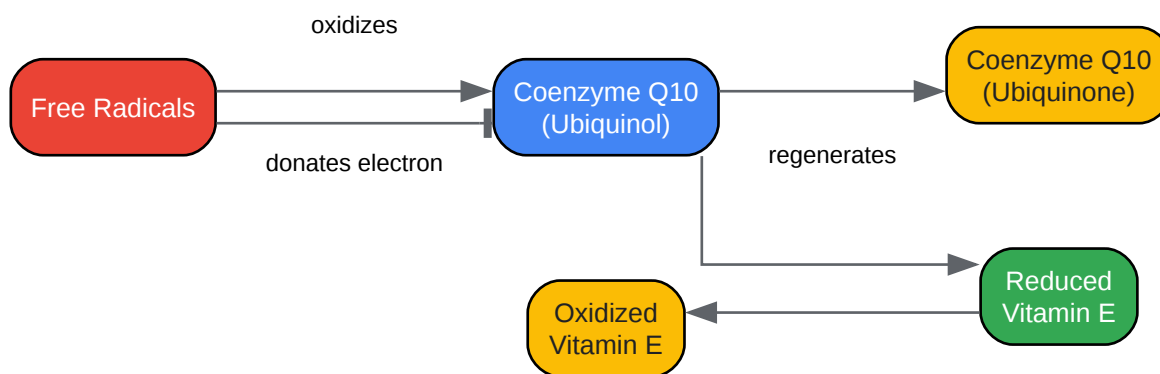 oxidizes
Free Radicals
Coenzyme Q10
(Ubiquinol)
Coenzyme Q10
(Ubiquinone)
donates electron
regenerates
Reduced
Vitamin E
Oxidized
Vitamin E